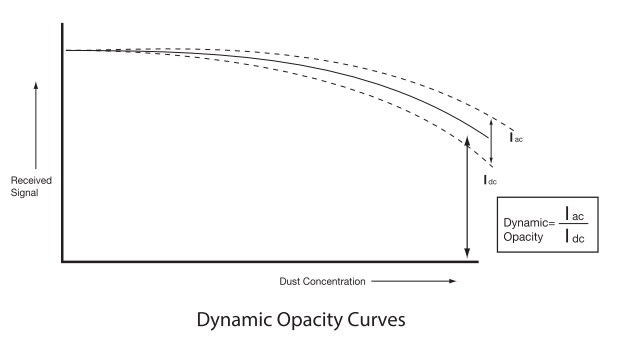 Received
Signal
I ac
I dc
Dynamic= I ac
Opacity I dc
Dust Concentration
Dynamic Opacity Curves